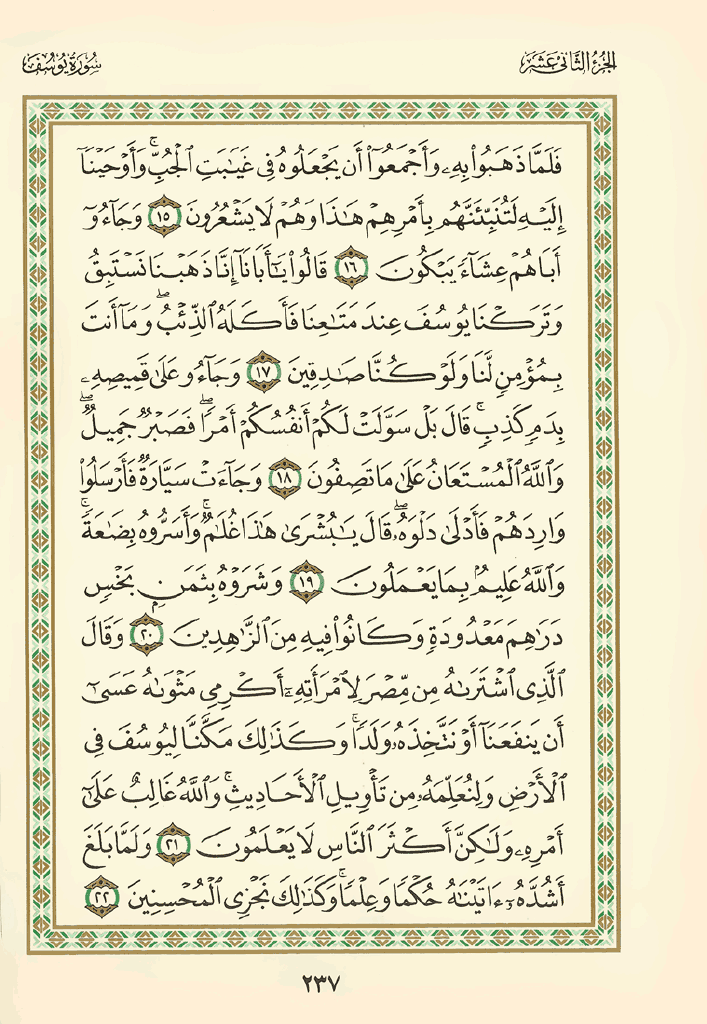 الجزء الثاني عشر
سورة يوسف
فَلَمَّا ذَهَبُوا۟ بِهِۦ وَأَجْمَعُوٓا۟ أَن يَجْعَلُوهُ فِى غَيَٰبَتِ ٱلْجُبِّ ۚ وَأَوْحَيْنَآ
إِلَيْهِ لَتُنَبِّئَنَّهُم بِأَمْرِهِمْ هَٰذَا وَهُمْ لَا يَشْعُرُونَ ١٥ وَجَآءُوٓ
أَبَاهُمْ عِشَآءً يَبْكُونَ ١٦ قَالُوا۟ يَٰٓأَبَانَآ إِنَّا ذَهَبْنَا نَسْتَبِقُ
وَتَرَكْنَا يُوسُفَ عِندَ مَتَٰعِنَا فَأَكَلَهُ ٱلذِّئْبُ ۖ وَمَآ أَنتَ
بِمُؤْمِنٍ لَّنَا وَلَوْ كُنَّا صَٰدِقِينَ ١٧ وَجَآءُو عَلَىٰ قَمِيصِهِۦ
بِدَمٍ كَذِبٍ ۚ قَالَ بَلْ سَوَّلَتْ لَكُمْ أَنفُسُكُمْ أَمْرًا ۖ فَصَبْرٌ جَمِيلٌ ۖ
وَٱللَّهُ ٱلْمُسْتَعَانُ عَلَىٰ مَا تَصِفُونَ ١٨ وَجَآءَتْ سَيَّارَةٌ فَأَرْسَلُوا۟
وَارِدَهُمْ فَأَدْلَىٰ دَلْوَهُۥ ۖ قَالَ يَٰبُشْرَىٰ هَٰذَا غُلَٰمٌ ۚ وَأَسَرُّوهُ بِضَٰعَةً ۚ
وَٱللَّهُ عَلِيمٌۢ بِمَا يَعْمَلُونَ ١٩ وَشَرَوْهُ بِثَمَنٍۭ بَخْسٍ
دَرَٰهِمَ مَعْدُودَةٍ وَكَانُوا۟ فِيهِ مِنَ ٱلزَّٰهِدِينَ ٢٠ وَقَالَ
ٱلَّذِى ٱشْتَرَىٰهُ مِن مِّصْرَ لِٱمْرَأَتِهِۦٓ أَكْرِمِى مَثْوَىٰهُ عَسَىٰٓ
أَن يَنفَعَنَآ أَوْ نَتَّخِذَهُۥ وَلَدًا ۚ وَكَذَٰلِكَ مَكَّنَّا لِيُوسُفَ فِى
ٱلْأَرْضِ وَلِنُعَلِّمَهُۥ مِن تَأْوِيلِ ٱلْأَحَادِيثِ ۚ وَٱللَّهُ غَالِبٌ عَلَىٰٓ
أَمْرِهِۦ وَلَٰكِنَّ أَكْثَرَ ٱلنَّاسِ لَا يَعْلَمُونَ ٢١ وَلَمَّا بَلَغَ
أَشُدَّهُۥٓ ءَاتَيْنَٰهُ حُكْمًا وَعِلْمًا ۚ وَكَذَٰلِكَ نَجْزِى ٱلْمُحْسِنِينَ ٢٢
٢٣٧